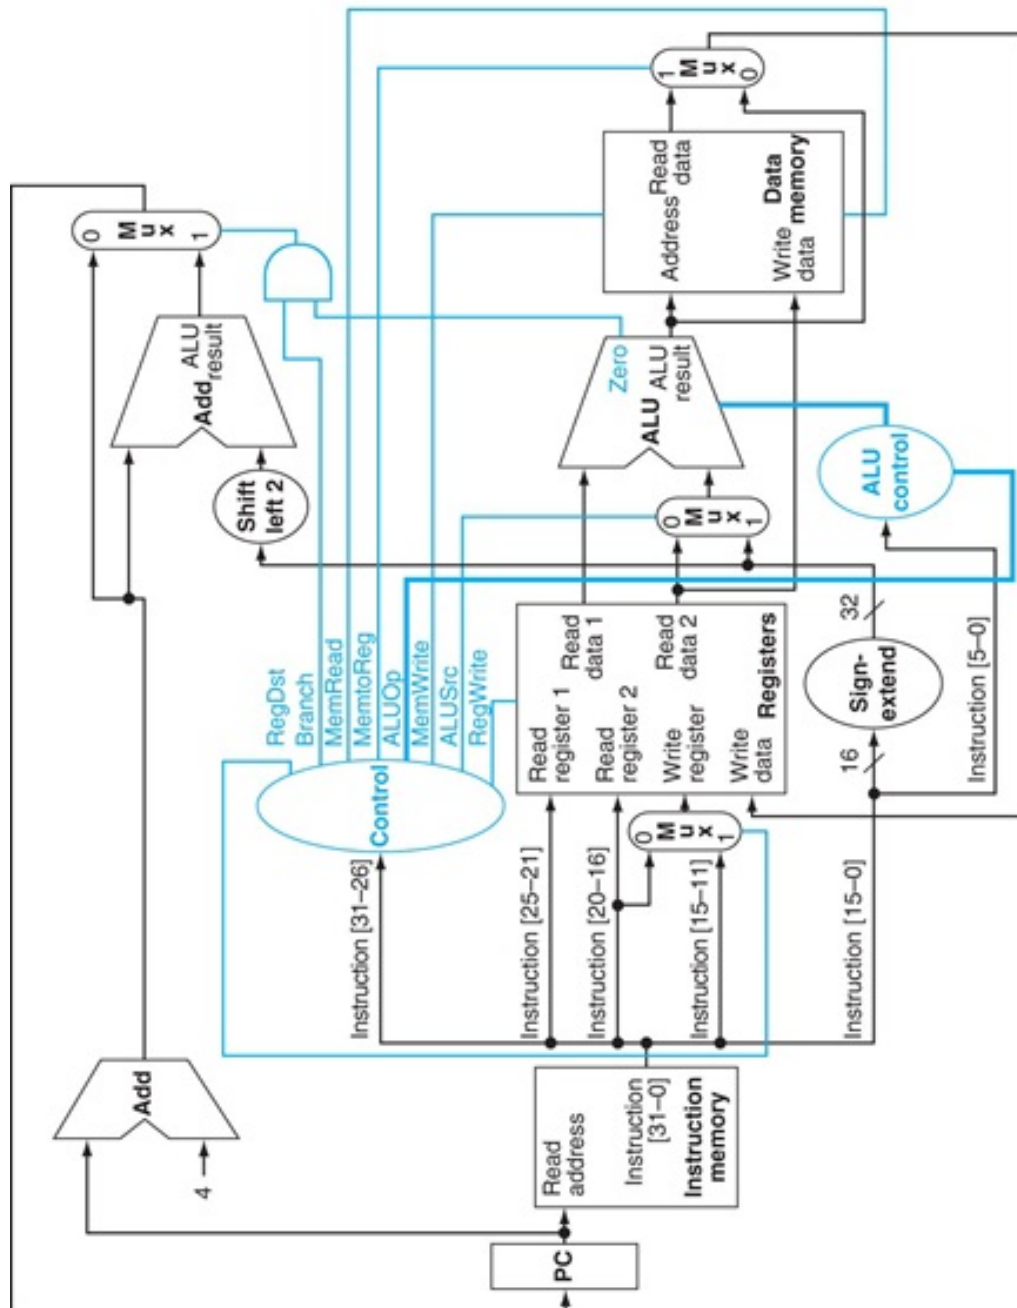 PC
Read
address
Instruction
[31–0]
Instruction
memory
4
Add
Instruction [31–26]
Instruction [25–21]
Instruction [20–16]
Instruction [15–11]
Instruction [15–0]
Control
RegDst
Branch
MemRead
MemtoReg
ALUOp
MemWrite
ALUSrc
RegWrite
0
M
u
x
1
Read
register 1
Read
register 2
Write
register
Write
data
Read
data 1
Read
data 2
Registers
16
Sign-
extend
32
Instruction [5–0]
Shift
left 2
0
M
u
x
1
Add
ALU
result
Zero
ALU
ALU
result
ALU
control
0
M
u
x
1
Address
Read
data
Write
data
Data
memory
1
M
u
x
0